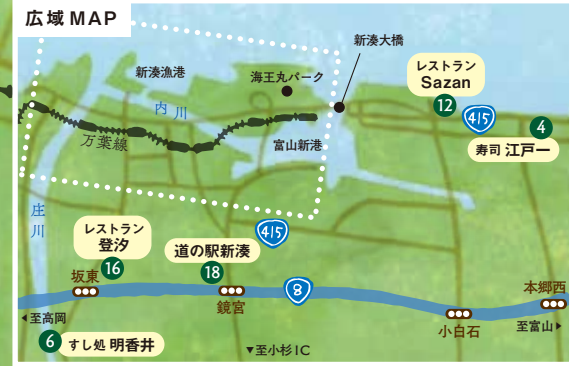 広域 MAP
新湊大橋
新湊漁港
海王丸パーク
レストラン
Sazan
12
415
4
寿司 江戸一
内川
万葉線
富山新港
庄川
415
レストラン
登汐
16
道の駅新湊
18
坂東
鏡宮
8
本郷西
小白石
◀至高岡
至富山▶
6
すし処 明香井
▼至小杉IC